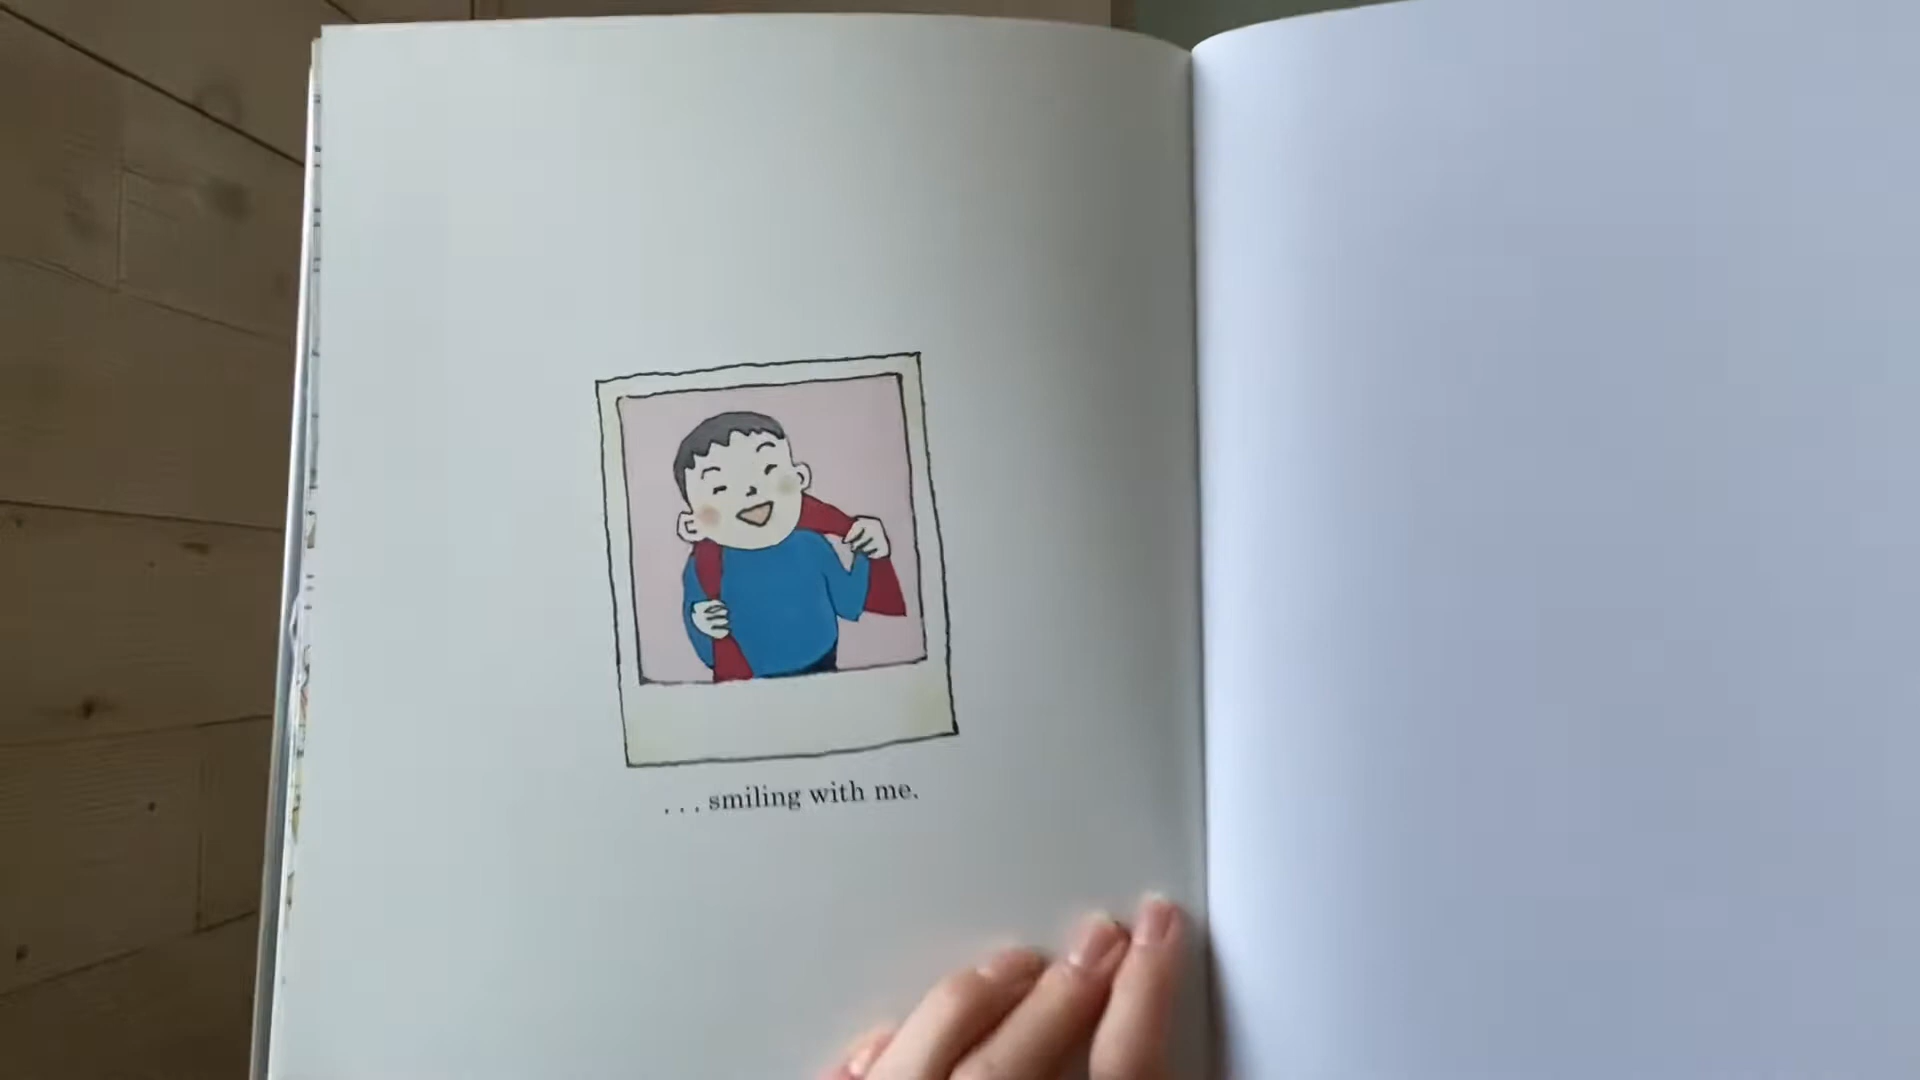 . . . smiling with me.